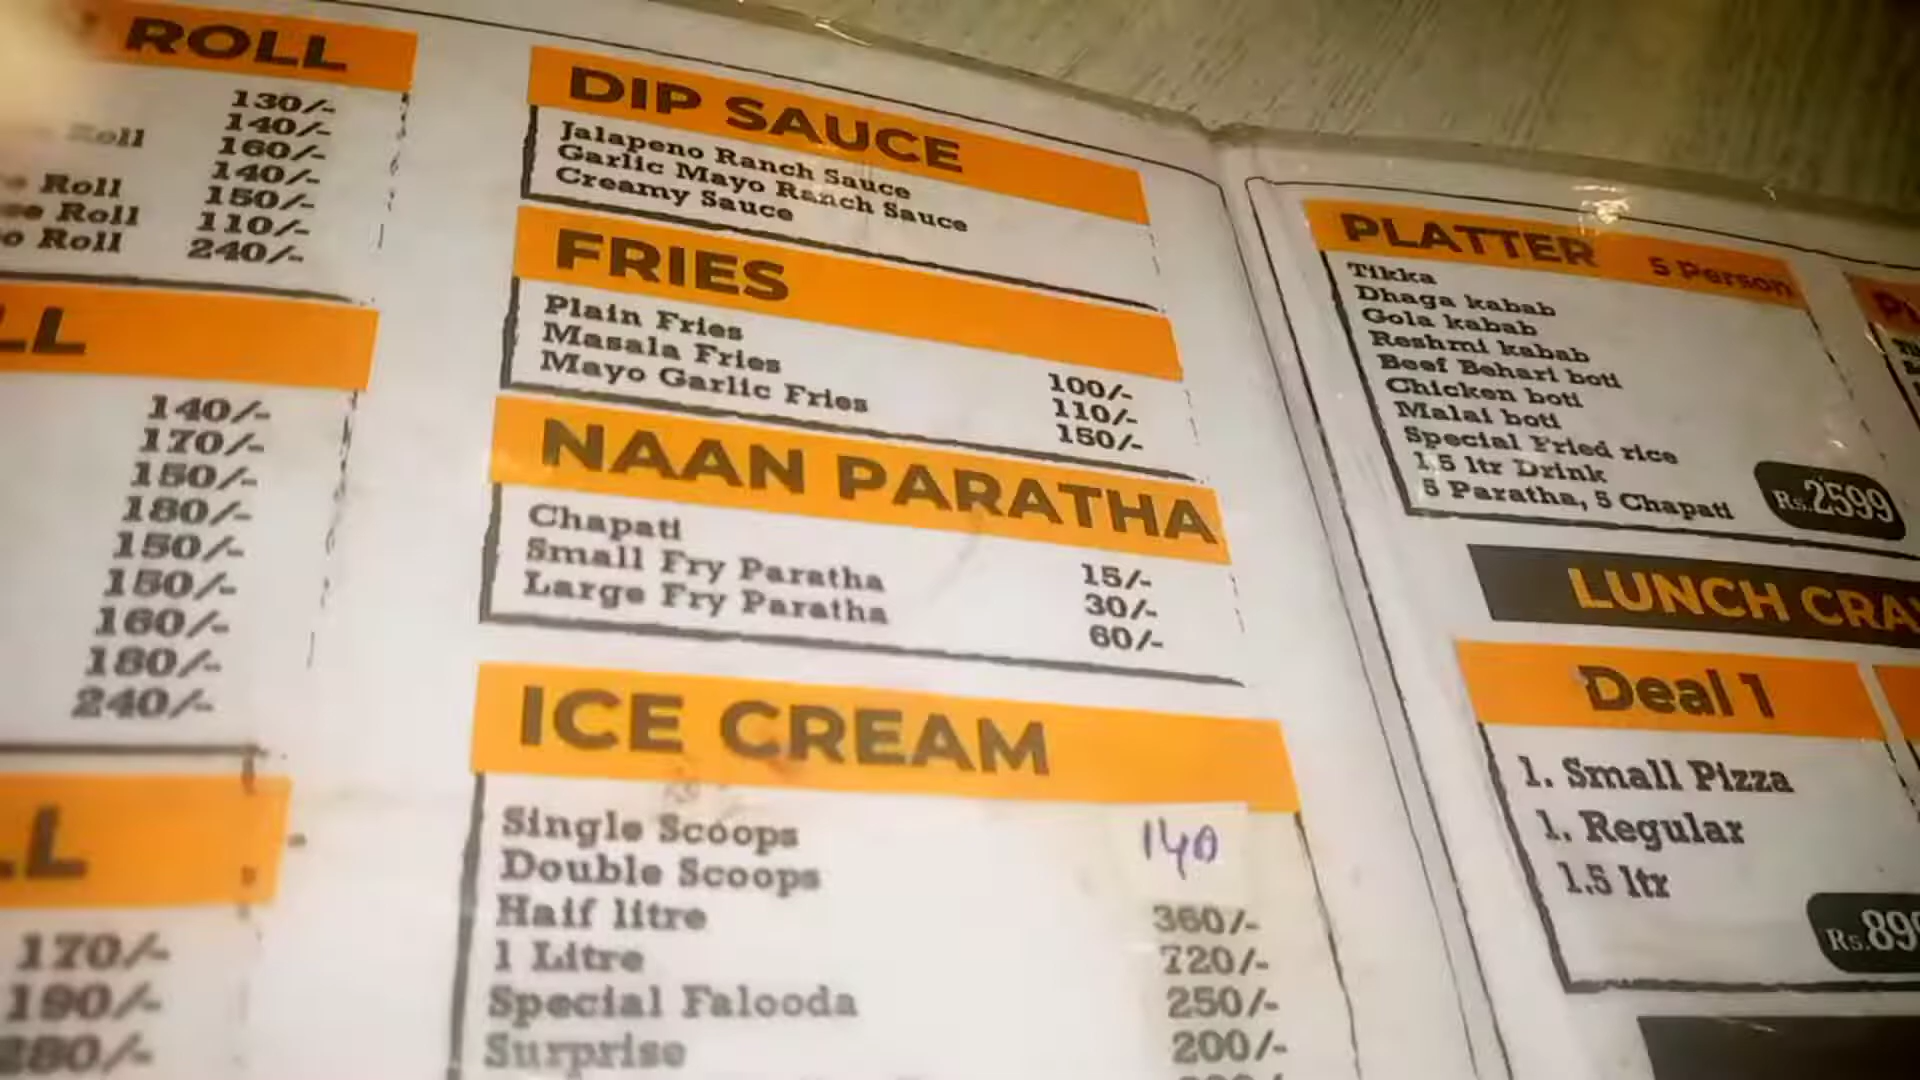 ROLL
130/-
140/-
Roll 160/-
140/-
Roll 150/-
Roll 110/-
Roll 240/-
140/-
170/-
150/-
180/-
150/-
150/-
160/-
180/-
240/-
170/-
190/-
280/-
DIP SAUCE
Jalapeno Ranch Sauce
Garlic Mayo Ranch Sauce
Creamy Sauce
FRIES
Plain Fries 100/-
Masala Fries 110/-
Mayo Garlic Fries 150/-
NAAN PARATHA
Chapati 15/-
Small Fry Paratha 30/-
Large Fry Paratha 60/-
ICE CREAM
Single Scoops 140
Double Scoops
Half litre 360/-
1 Litre 720/-
Special Falooda 250/-
Surprise 200/-
PLATTER 5 Person
Tikka
Dhaga kabab
Gola kabab
Reshmi kabab
Beef Behari boti
Chicken boti
Malai boti
Special Fried rice
1.5 ltr Drink
5 Paratha, 5 Chapati
Rs.2599
LUNCH
Deal 1
1. Small Pizza
1. Regular
1.5 ltr